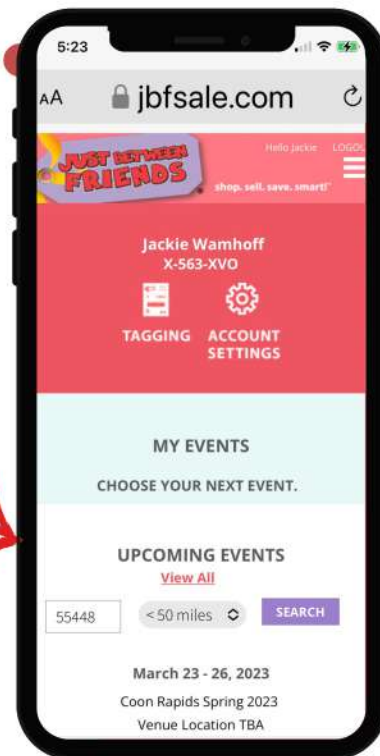 5:23
AA jbfsale.com
Hello Jackie LOGOU
JUST BETWEEN
FRIENDS
shop. sell. save. smart!
Jackie Wamhoff
X-563-XVO
TAGGING ACCOUNT
SETTINGS
MY EVENTS
CHOOSE YOUR NEXT EVENT.
UPCOMING EVENTS
View All
55448 < 50 miles SEARCH
March 23 - 26, 2023
Coon Rapids Spring 2023
Venue Location TBA